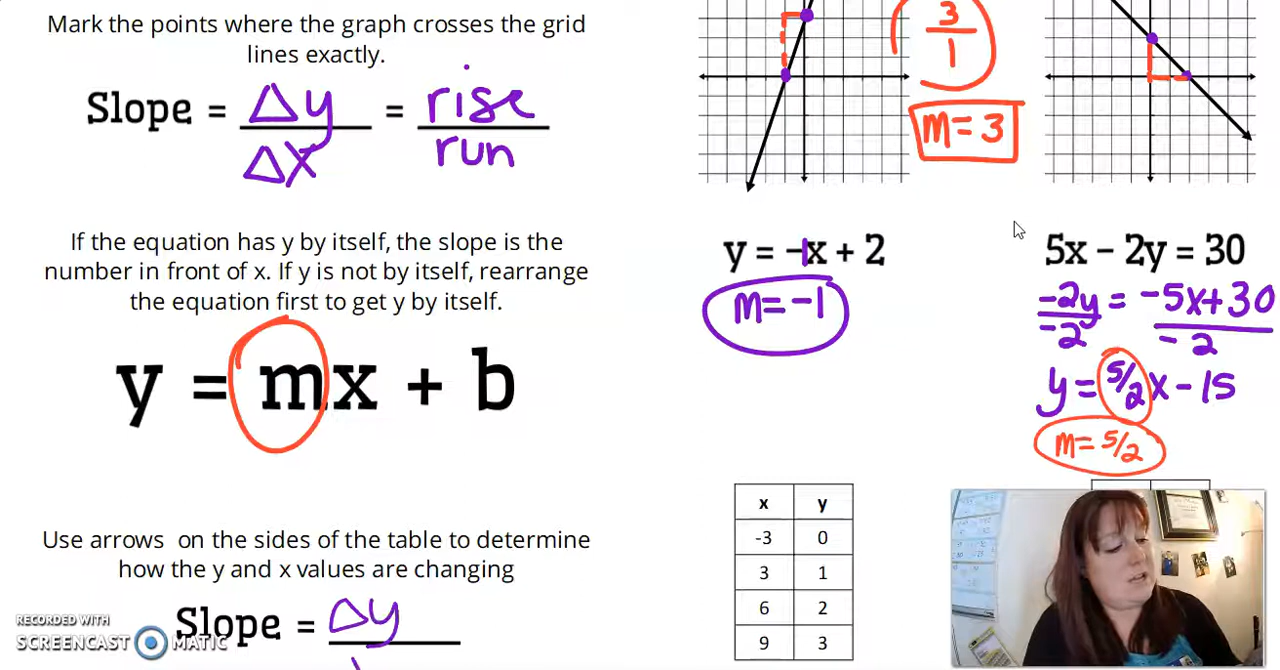 Mark the points where the graph crosses the grid
lines exactly.
Slope = Δy = rise
Δx run
3
1
m = 3
If the equation has y by itself, the slope is the
number in front of x. If y is not by itself, rearrange
the equation first to get y by itself.
y = mx + b
y = -1x + 2
m = -1
5x − 2y = 30
-2y = -5x + 30
-2 -2
y = 5/2 x - 15
m = 5/2
Use arrows on the sides of the table to determine
how the y and x values are changing
Slope = Δy
x y
-3 0
3 1
6 2
9 3
RECORDED WITH
SCREENCAST MATIC